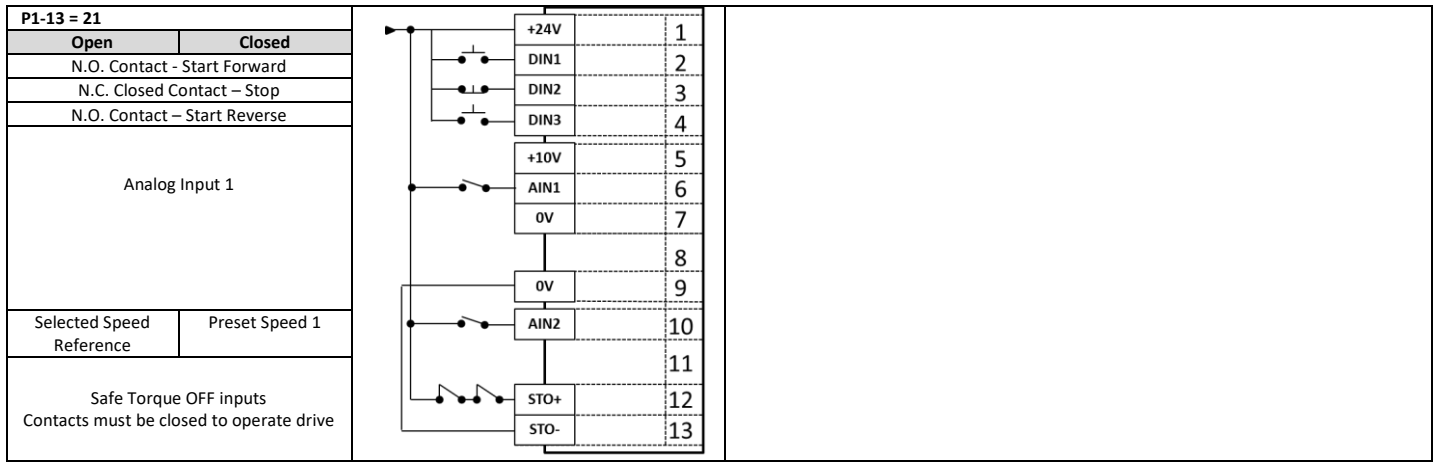 P1-13 = 21
Open Closed
N.O. Contact - Start Forward
N.C. Closed Contact – Stop
N.O. Contact – Start Reverse
Analog Input 1
Selected Speed Reference
Preset Speed 1
Safe Torque OFF inputs
Contacts must be closed to operate drive
+24V 1
DIN1 2
DIN2 3
DIN3 4
+10V 5
AIN1 6
0V 7
8
0V 9
AIN2 10
11
STO+ 12
STO- 13